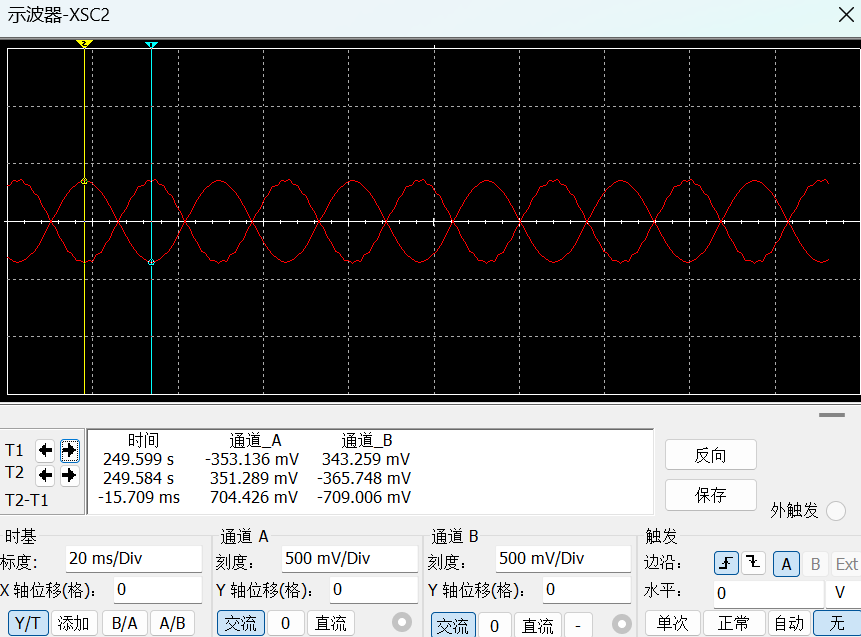 示波器-XSC2
2
1
时间 通道_A 通道_B
T1 249.599 s -353.136 mV 343.259 mV
T2 249.584 s 351.289 mV -365.748 mV
T2-T1 -15.709 ms 704.426 mV -709.006 mV
反向
保存
外触发
时基
标度： 20 ms/Div
X 轴位移(格)： 0
Y/T 添加 B/A A/B
通道 A
刻度： 500 mV/Div
Y 轴位移(格)： 0
交流 0 直流
通道 B
刻度： 500 mV/Div
Y 轴位移(格)： 0
交流 0 直流 -
触发
边沿： A B Ext
水平： 0 V
单次 正常 自动 无